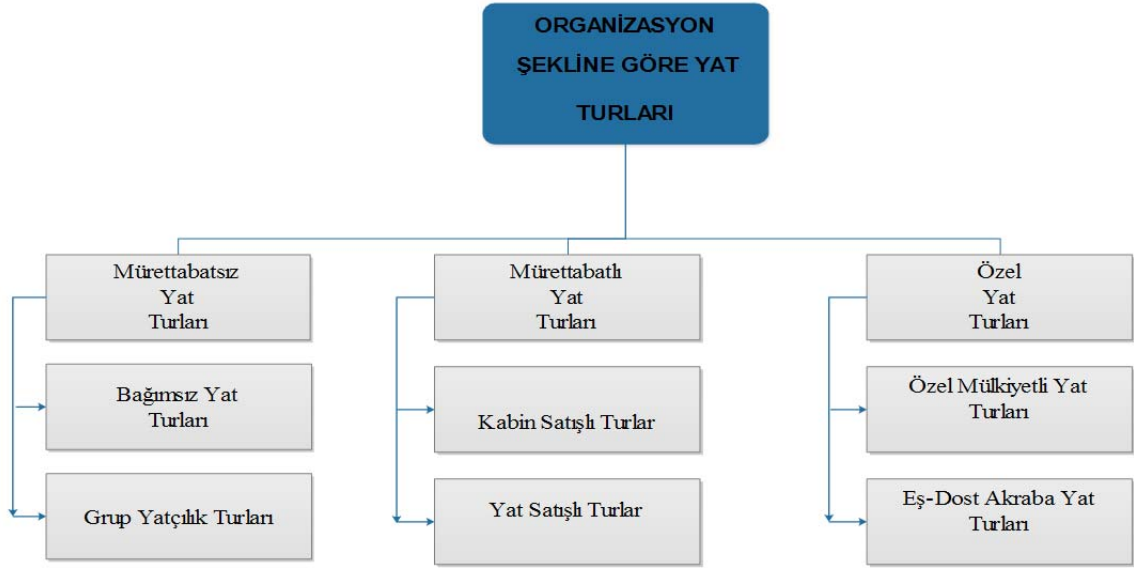 ORGANİZASYON
ŞEKLİNE GÖRE YAT
TURLARI
Mürettabatsız
Yat
Turları
Bağımsız Yat
Turları
Grup Yatçılık Turları
Mürettabatlı
Yat
Turları
Kabin Satışlı Turlar
Yat Satışlı Turlar
Özel
Yat
Turları
Özel Mülkiyetli Yat
Turları
Eş-Dost Akraba Yat
Turları